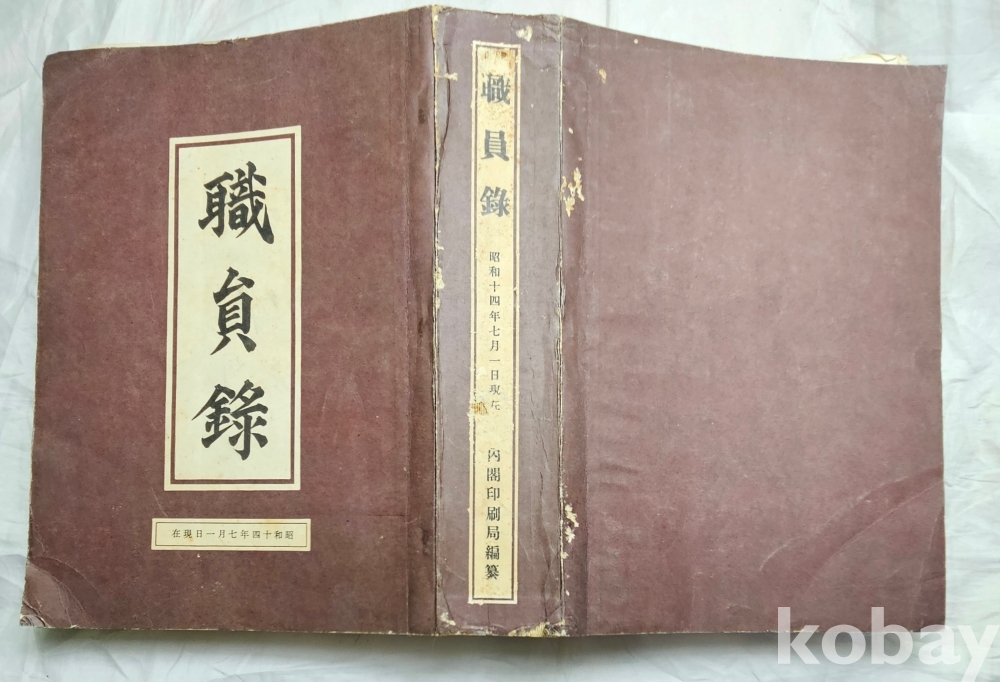 職員錄
昭和十四年七月一日現在
職員錄
昭和十四年七月一日現在
內閣印刷局編纂
kobay